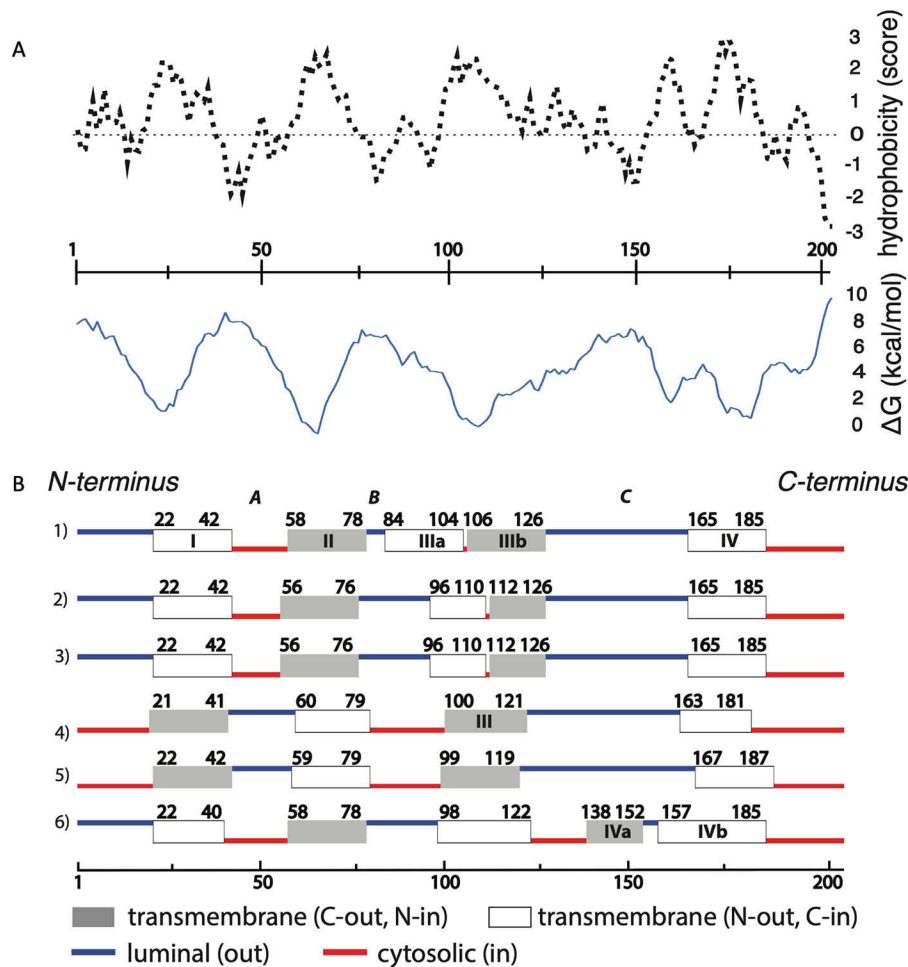 A
3
2
1
0
-1
-2
-3
hydrophobicity (score)
1 50 100 150 200
10
8
6
4
2
0
ΔG (kcal/mol)
B N-terminus C-terminus
A B C
1) 22 42 58 78 84 104 106 126 165 185
I II IIIa IIIb IV
2) 22 42 56 76 96 110 112 126 165 185
3) 22 42 56 76 96 110 112 126 165 185
4) 21 41 60 79 100 121 163 181
III
5) 22 42 59 79 99 119 167 187
6) 22 40 58 78 98 122 138 152 157 185
IVa IVb
1 50 100 150 200
transmembrane (C-out, N-in) transmembrane (N-out, C-in)
luminal (out) cytosolic (in)